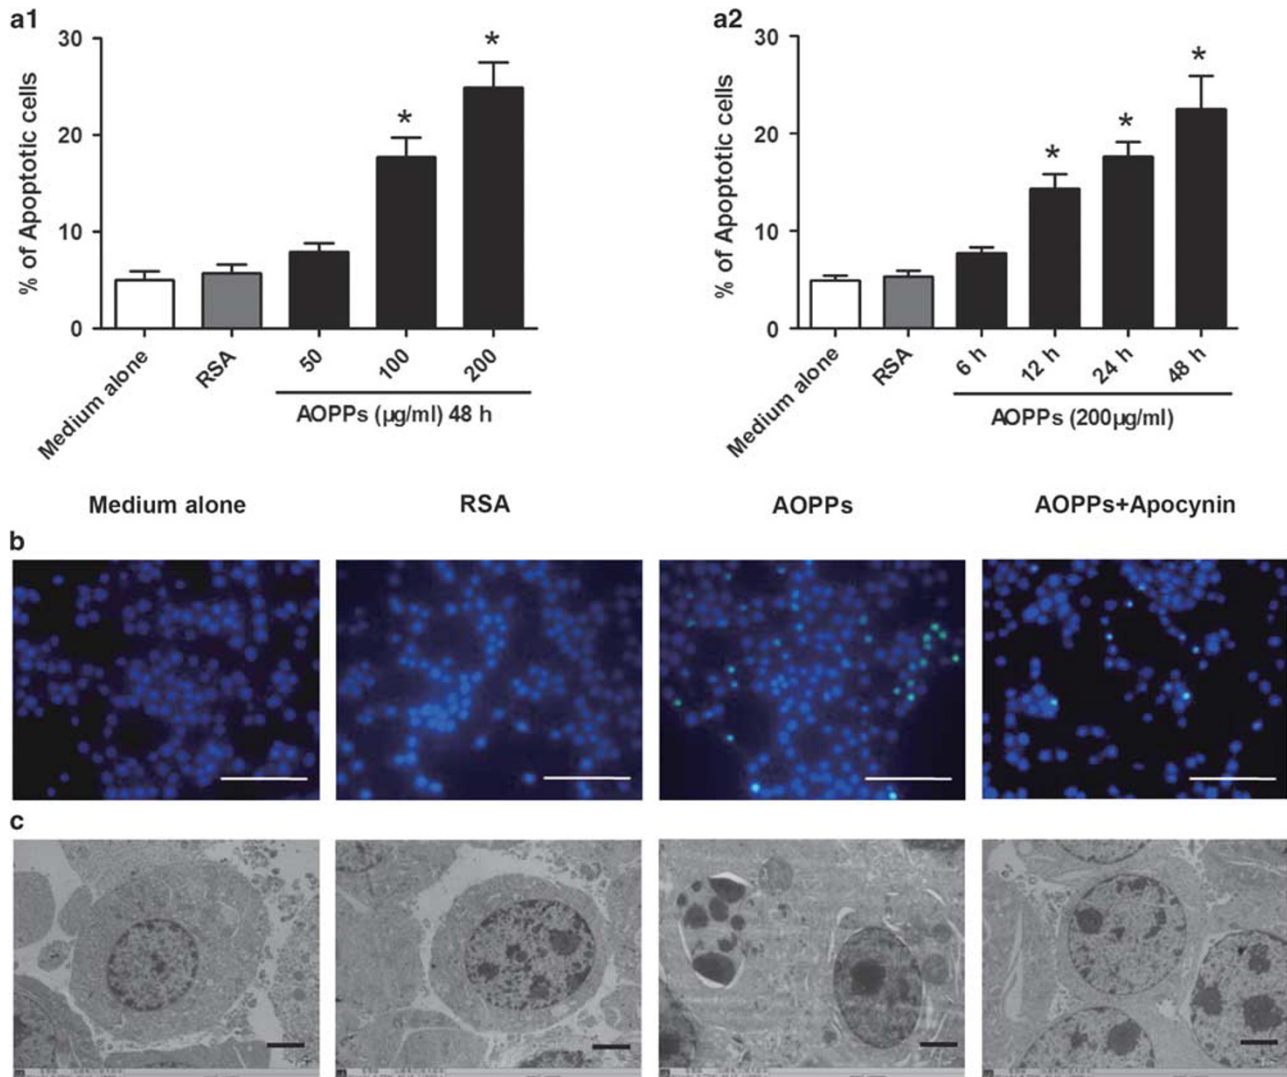 a1
30
20
10
0
% of Apoptotic cells
*
*
Medium alone
RSA
50
100
200
AOPPs (µg/ml) 48 h
a2
30
20
10
0
% of Apoptotic cells
*
*
*
Medium alone
RSA
6 h
12 h
24 h
48 h
AOPPs (200µg/ml)
Medium alone
RSA
AOPPs
AOPPs+Apocynin
b
c